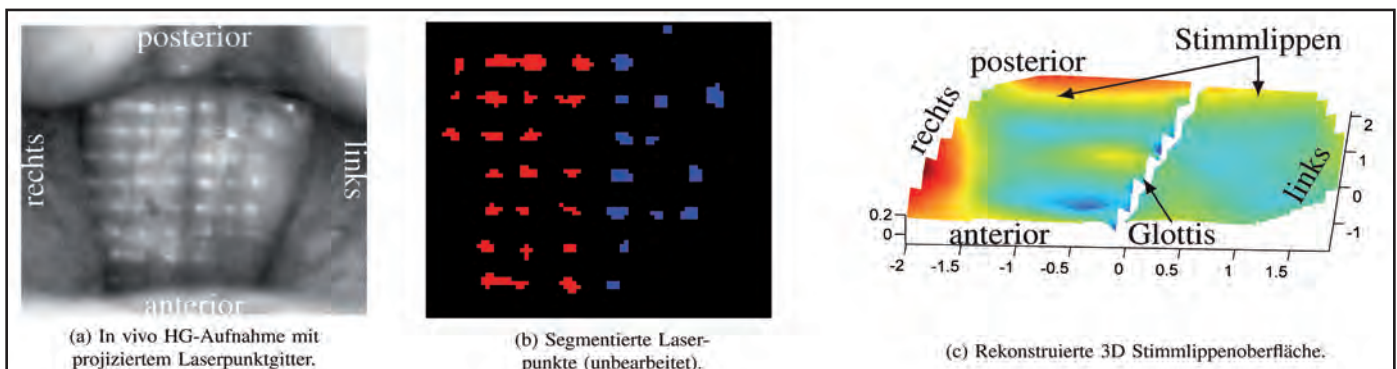 posterior
rechts
links
anterior
(a) In vivo HG-Aufnahme mit
projiziertem Laserpunktgitter.
(b) Segmentierte Laser-
punkte (unbearbeitet).
Stimmlippen
posterior
rechts
links
anterior
Glottis
2
1
0
-1
0.2
0
-2 -1.5 -1 -0.5 0 0.5 1 1.5
(c) Rekonstruierte 3D Stimmlippenoberfläche.